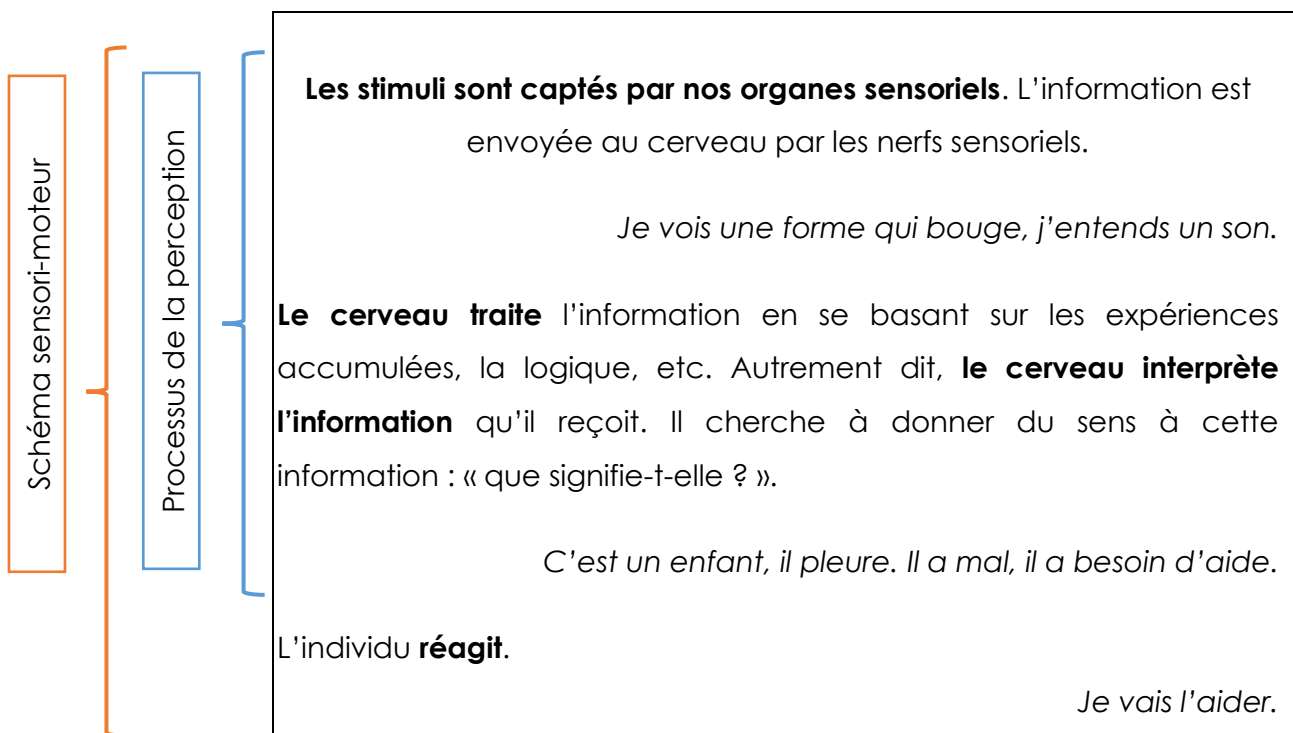 Schéma sensori-moteur
Processus de la perception
Les stimuli sont captés par nos organes sensoriels. L’information est
envoyée au cerveau par les nerfs sensoriels.
Je vois une forme qui bouge, j’entends un son.
Le cerveau traite l’information en se basant sur les expériences
accumulées, la logique, etc. Autrement dit, le cerveau interprète
l’information qu’il reçoit. Il cherche à donner du sens à cette
information : « que signifie-t-elle ? ».
C’est un enfant, il pleure. Il a mal, il a besoin d’aide.
L’individu réagit.
Je vais l’aider.